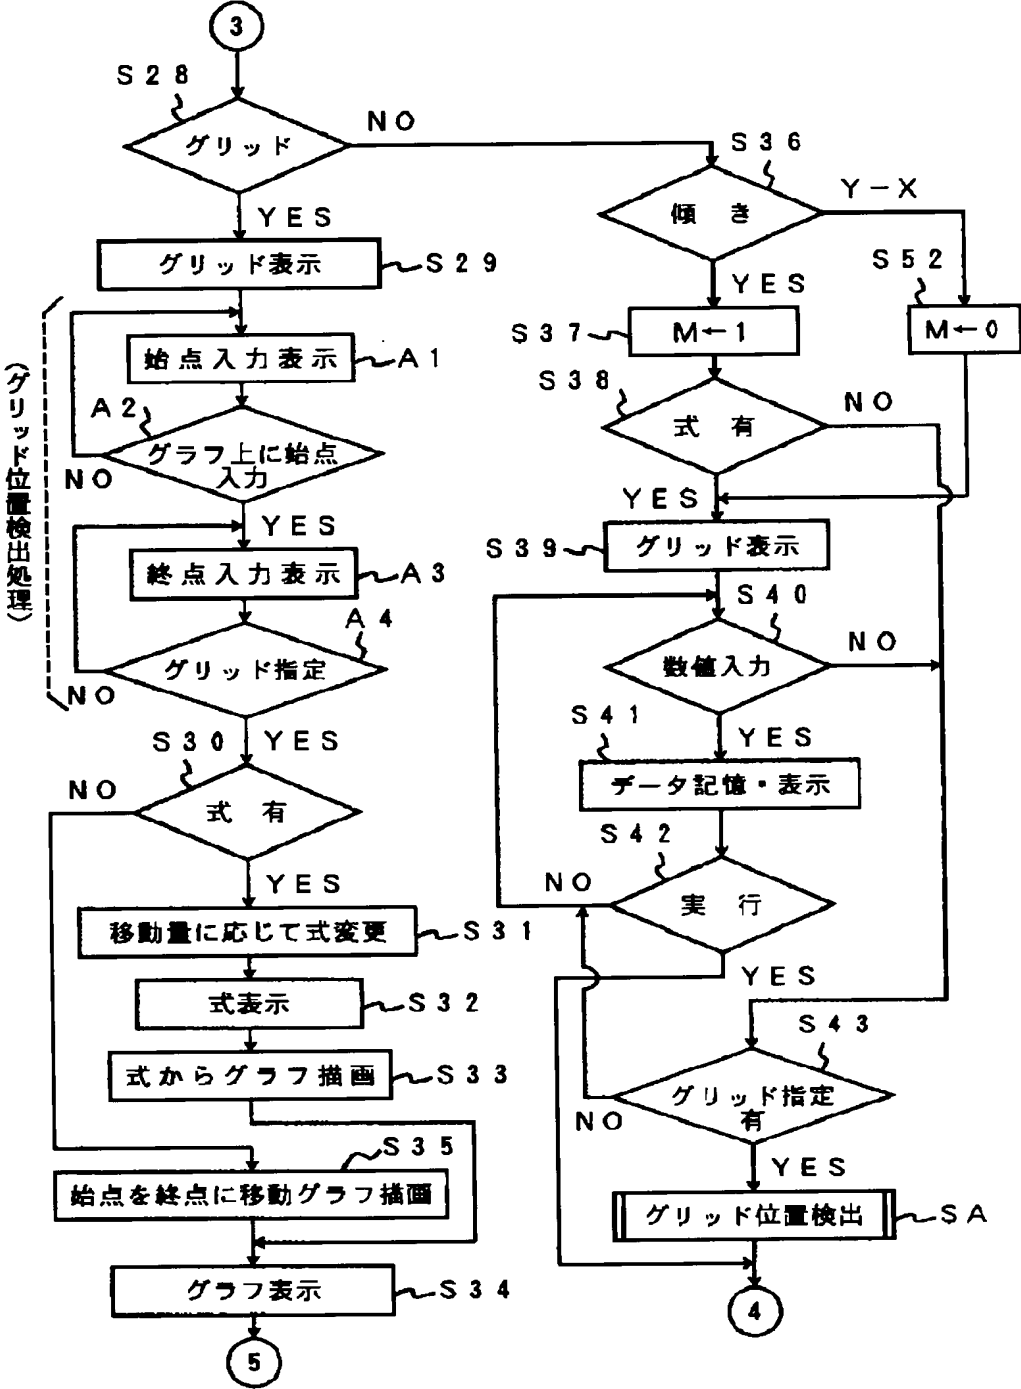 3
S28
グリッド
NO
YES
グリッド表示
S29
始点入力表示
A1
A2
グラフ上に始点
入力
NO
YES
終点入力表示
A3
A4
グリッド指定
NO
YES
(グリッド位置検出処理)
S30
NO
式 有
YES
移動量に応じて式変更
S31
式表示
S32
式からグラフ描画
S33
S35
始点を終点に移動グラフ描画
グラフ表示
S34
5
S36
傾 き
Y-X
YES
S52
M←0
S37
M←1
S38
式 有
NO
YES
S39
グリッド表示
S40
数値入力
NO
YES
S41
データ記憶・表示
S42
NO
実 行
YES
S43
グリッド指定
有
NO
YES
グリッド位置検出
SA
4